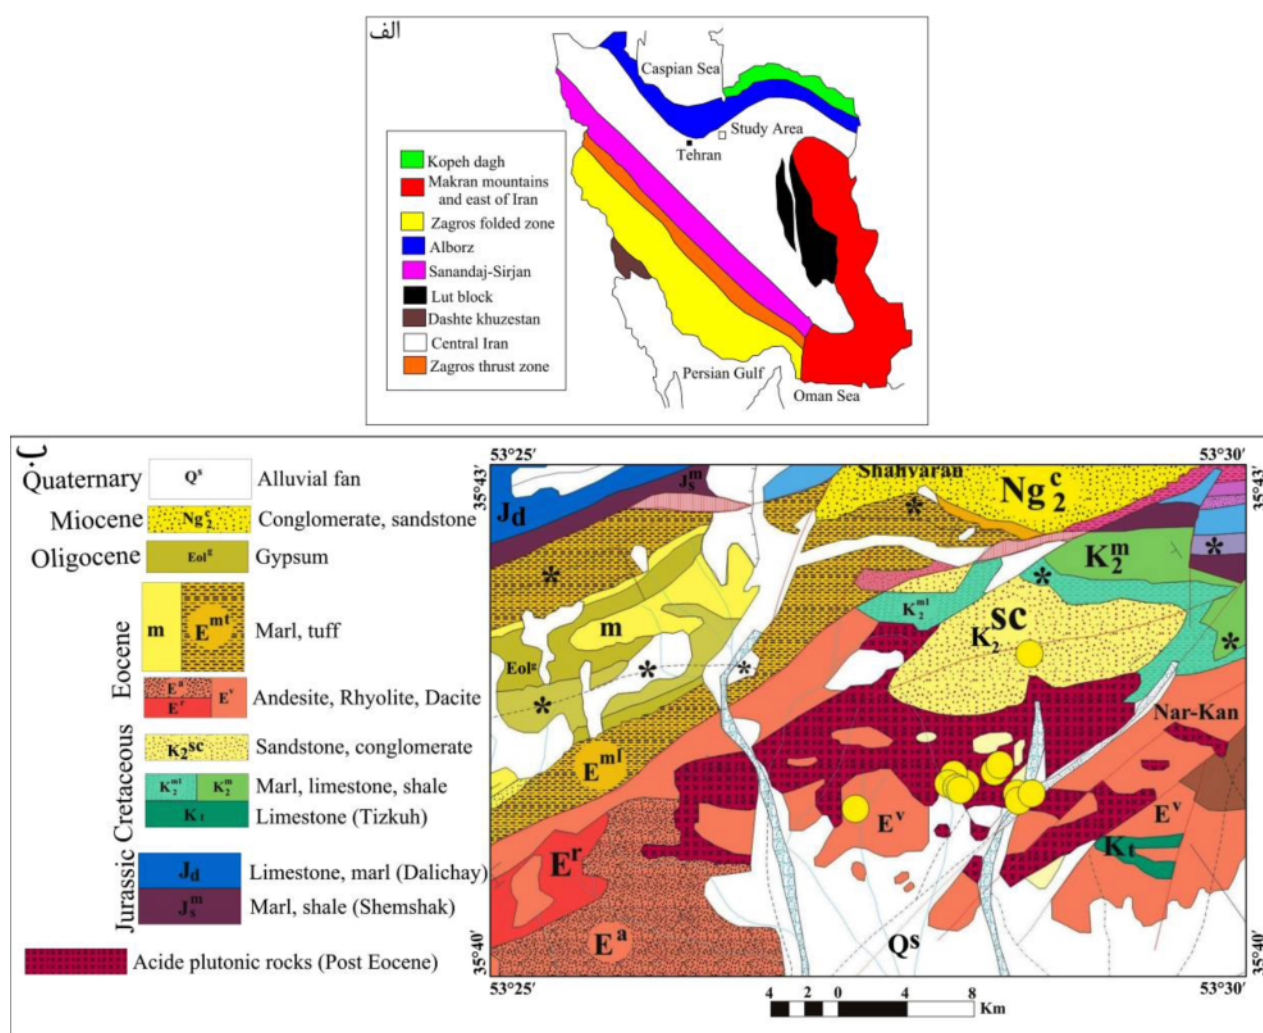 الف
Caspian Sea
Study Area
Tehran
Kopeh dagh
Makran mountains
and east of Iran
Zagros folded zone
Alborz
Sanandaj-Sirjan
Lut block
Dashte khuzestan
Central Iran
Zagros thrust zone
Persian Gulf
Oman Sea
ب
Quaternary
Qs
Alluvial fan
Miocene
Ng2c
Conglomerate, sandstone
Oligocene
Eolg
Gypsum
Eocene
m
Emt
Marl, tuff
Ea
Er
Ev
Andesite, Rhyolite, Dacite
Cretaceous
K2sc
Sandstone, conglomerate
K2ml
K2m
Marl, limestone, shale
Kt
Limestone (Tizkuh)
Jurassic
Jd
Limestone, marl (Dalichay)
Jsm
Marl, shale (Shemshak)
Acide plutonic rocks (Post Eocene)
53°25′
53°30′
35°43′
35°43′
Shahvaran
Jsm
Jd
Ng2c
K2m
K2ml
K2sc
m
Eolg
Nar-Kan
Eml
Ev
Ev
Kt
Er
Ea
Qs
35°40′
35°40′
53°25′
53°30′
4 2 0 4 8
Km